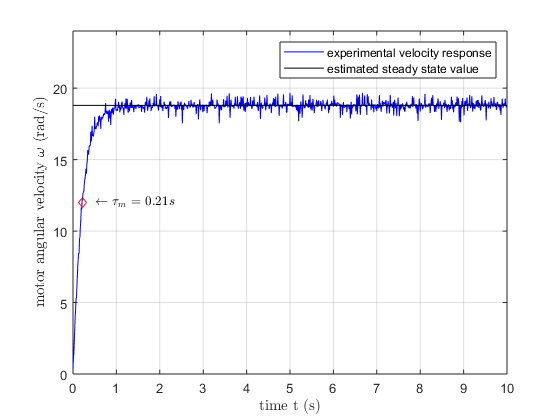 experimental velocity response
estimated steady state value
← τm = 0.21s
motor angular velocity ω (rad/s)
20
15
10
5
0
0 1 2 3 4 5 6 7 8 9 10
time t (s)